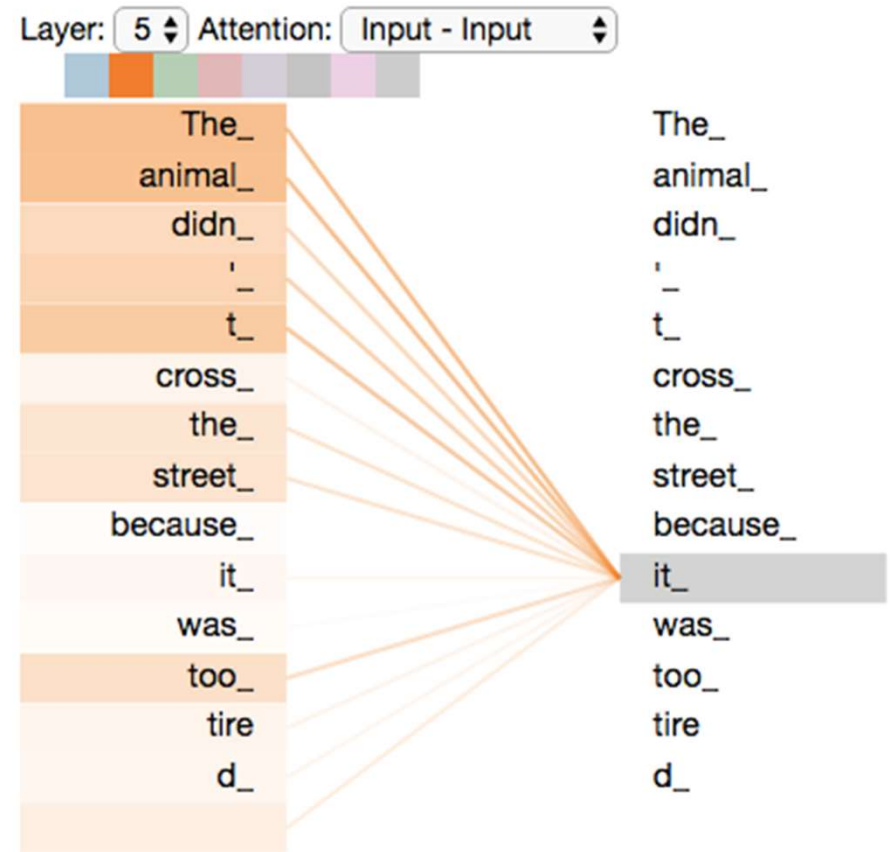 Layer: 5 Attention: Input - Input
The_ The_
animal_ animal_
didn_ didn_
'_ '_
t_ t_
cross_ cross_
the_ the_
street_ street_
because_ because_
it_ it_
was_ was_
too_ too_
tire tire
d_ d_